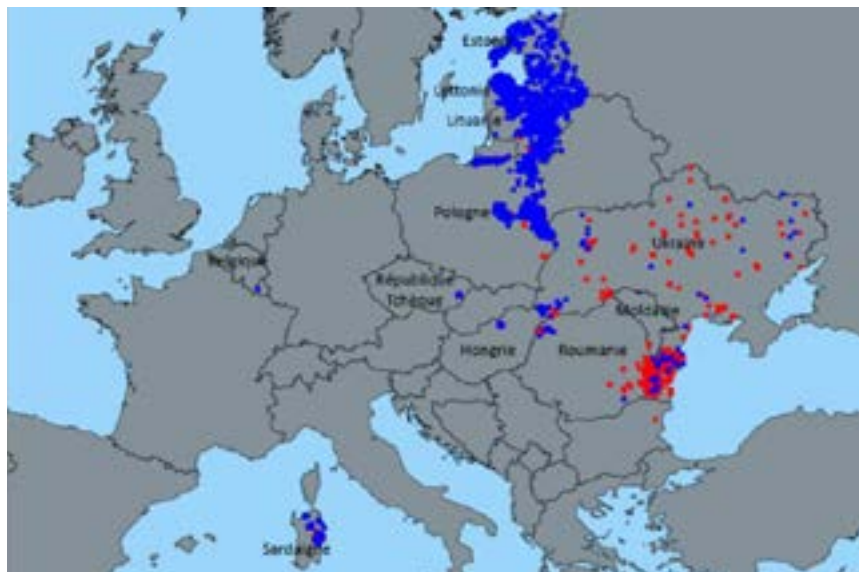 Estonie
Lettonie
Lituanie
Pologne
Ukraine
Belgique
République
Tchèque
Moldavie
Hongrie
Roumanie
Sardaigne